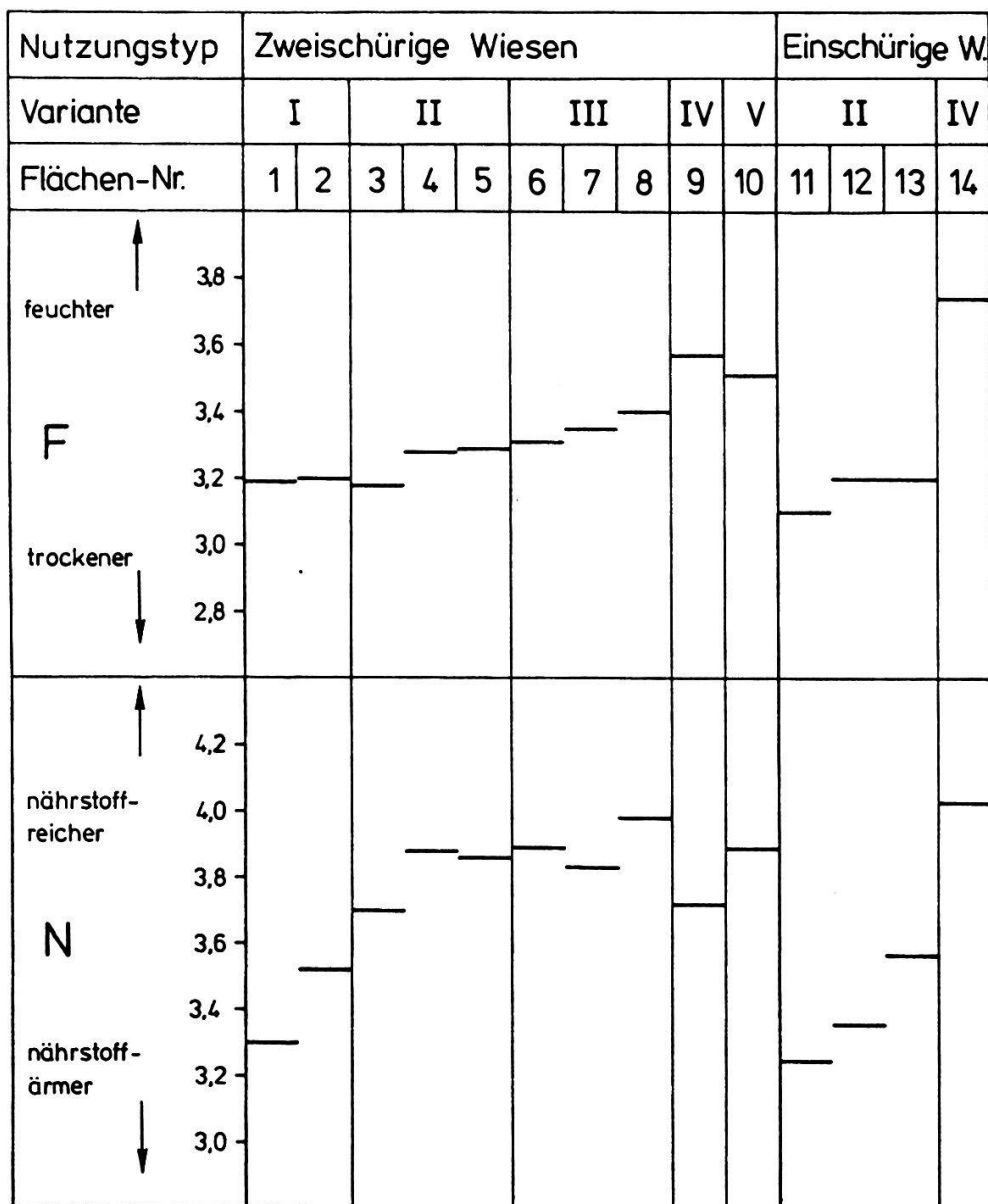 Nutzungstyp Zweischürige Wiesen Einschürige W.
Variante I II III IV V II IV
Flächen-Nr. 1 2 3 4 5 6 7 8 9 10 11 12 13 14
3,8
feuchter
3,6
3,4
F
3,2
3,0
trockener
2,8
4,2
nährstoff-
4,0
reicher
3,8
3,6
N
3,4
nährstoff-
3,2
ärmer
3,0